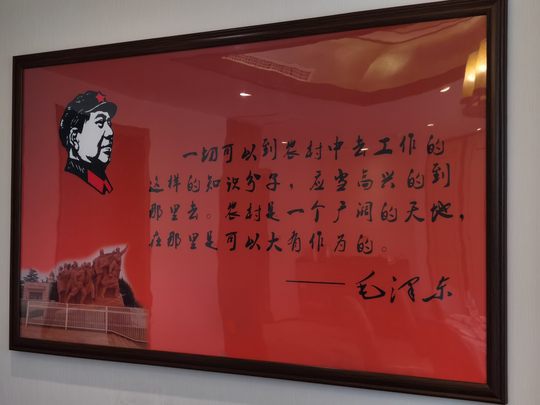 一切可以到农村中去工作的
这样的知识分子，应当高兴的到
那里去。农村是一个广阔的天地，
在那里是可以大有作为的。
——毛泽东